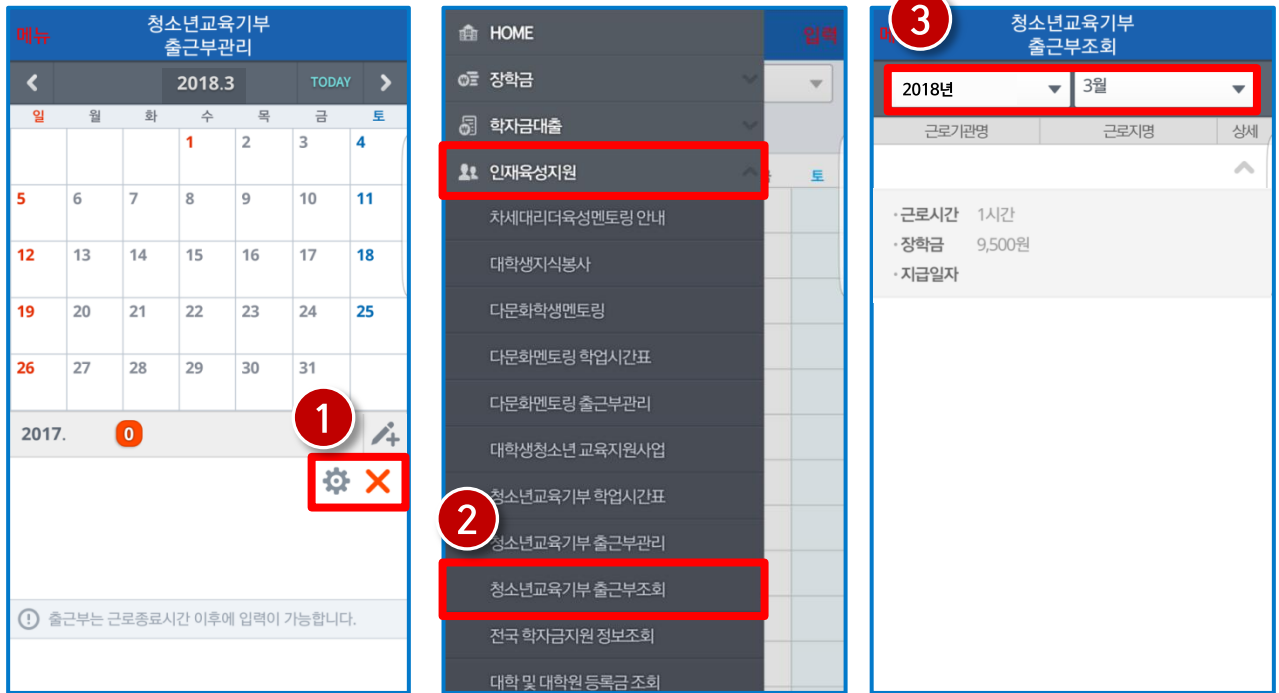 메뉴
청소년교육기부
출근부관리
2018.3
TODAY
일 월 화 수 목 금 토
1 2 3 4
5 6 7 8 9 10 11
12 13 14 15 16 17 18
19 20 21 22 23 24 25
26 27 28 29 30 31
1
2017. 0
출근부는 근로종료시간 이후에 입력이 가능합니다.
HOME
입력
장학금
학자금대출
인재육성지원
토
차세대리더육성멘토링 안내
대학생지식봉사
다문화학생멘토링
다문화멘토링 학업시간표
다문화멘토링 출근부관리
대학생청소년 교육지원사업
청소년교육기부 학업시간표
2
청소년교육기부 출근부관리
청소년교육기부 출근부조회
전국 학자금지원 정보조회
대학 및 대학원 등록금 조회
3
청소년교육기부
출근부조회
2018년 3월
근로기관명 근로지명 상세
·근로시간 1시간
·장학금 9,500원
·지급일자